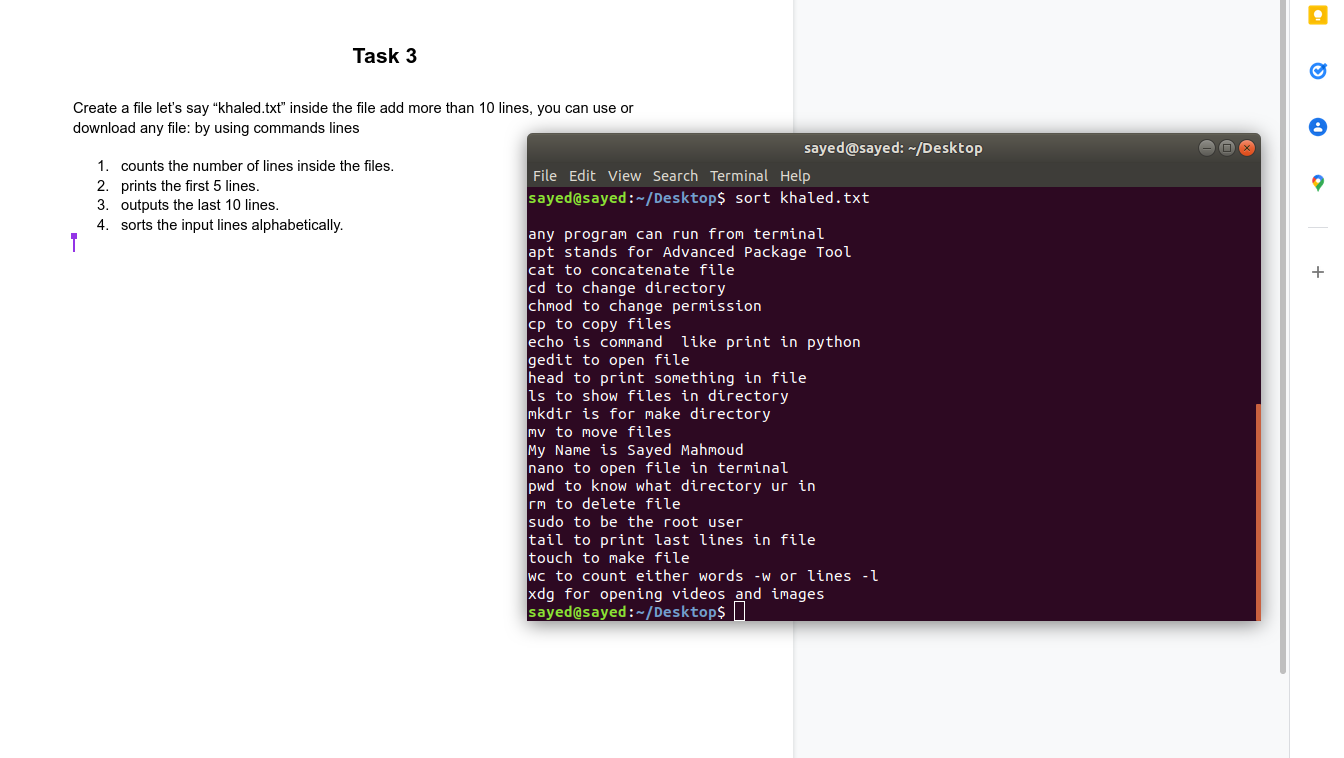 Task 3
Create a file let’s say “khaled.txt” inside the file add more than 10 lines, you can use or
download any file: by using commands lines
1. counts the number of lines inside the files.
2. prints the first 5 lines.
3. outputs the last 10 lines.
4. sorts the input lines alphabetically.
sayed@sayed: ~/Desktop
File Edit View Search Terminal Help
sayed@sayed:~/Desktop$ sort khaled.txt
any program can run from terminal
apt stands for Advanced Package Tool
cat to concatenate file
cd to change directory
chmod to change permission
cp to copy files
echo is command  like print in python
gedit to open file
head to print something in file
ls to show files in directory
mkdir is for make directory
mv to move files
My Name is Sayed Mahmoud
nano to open file in terminal
pwd to know what directory ur in
rm to delete file
sudo to be the root user
tail to print last lines in file
touch to make file
wc to count either words -w or lines -l
xdg for opening videos and images
sayed@sayed:~/Desktop$